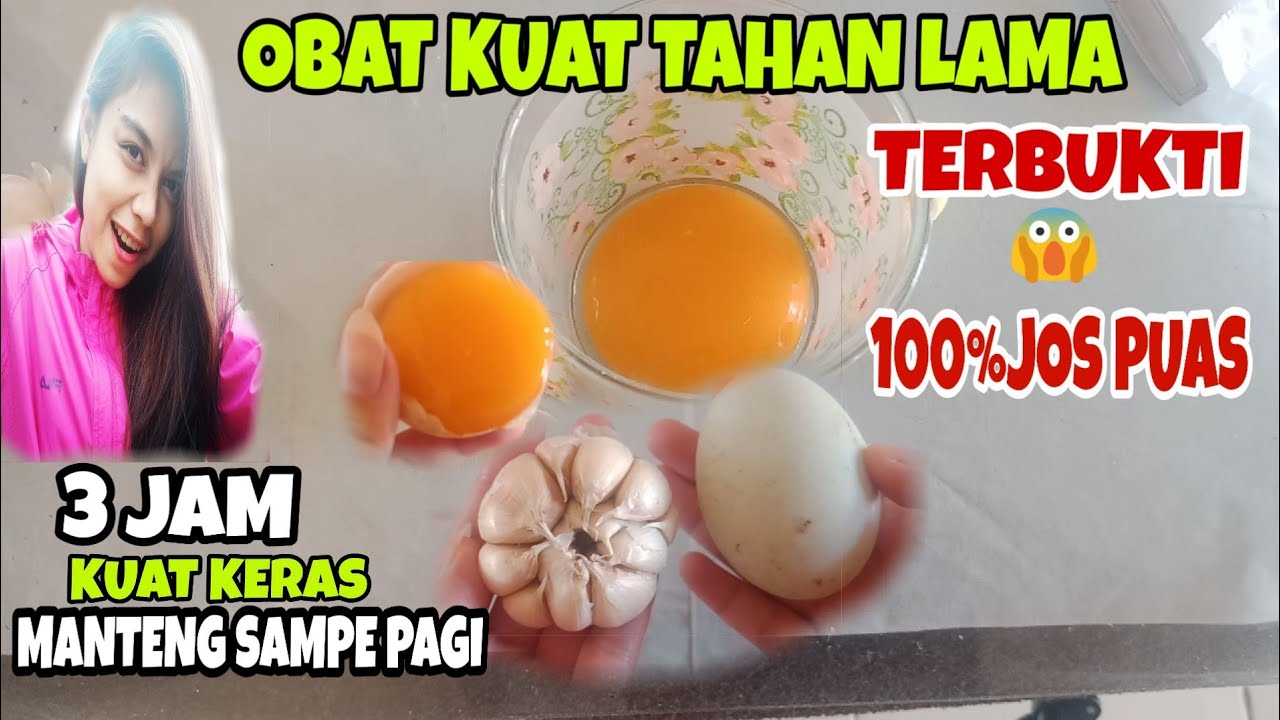 OBAT KUAT TAHAN LAMA
TERBUKTI
100%JOS PUAS
3 JAM
KUAT KERAS
MANTENG SAMPE PAGI